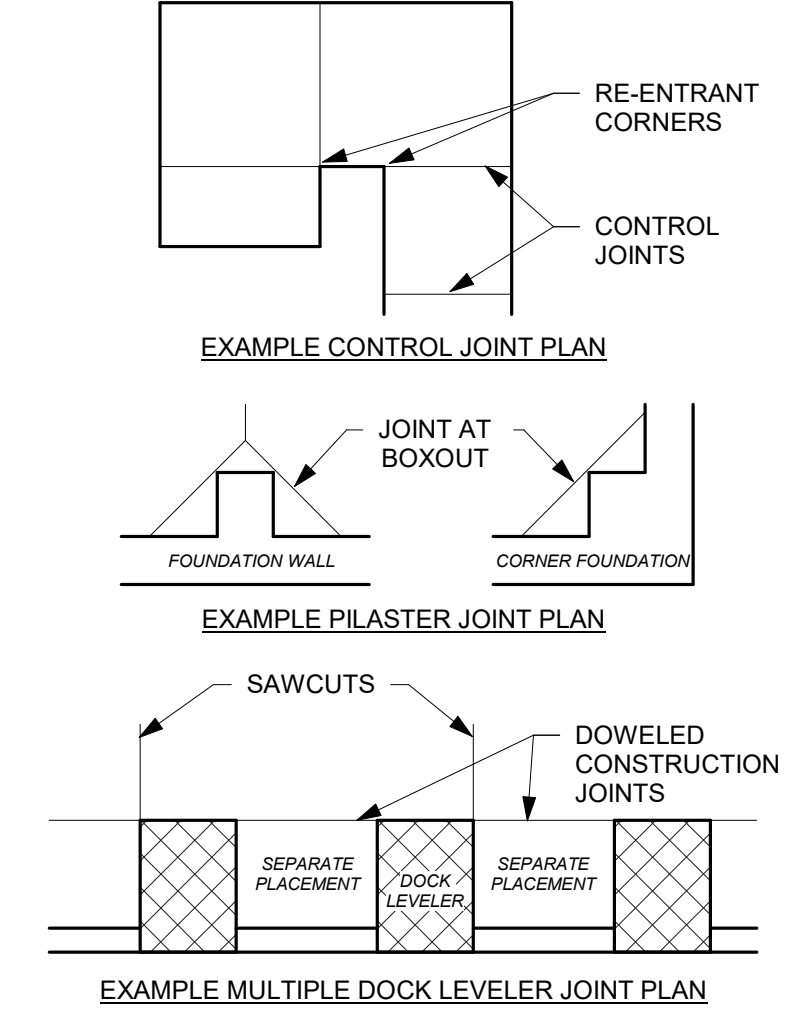 RE-ENTRANT
CORNERS
CONTROL
JOINTS
EXAMPLE CONTROL JOINT PLAN
JOINT AT
BOXOUT
FOUNDATION WALL
CORNER FOUNDATION
EXAMPLE PILASTER JOINT PLAN
SAWCUTS
DOWELED
CONSTRUCTION
JOINTS
SEPARATE
PLACEMENT
DOCK
LEVELER
SEPARATE
PLACEMENT
EXAMPLE MULTIPLE DOCK LEVELER JOINT PLAN